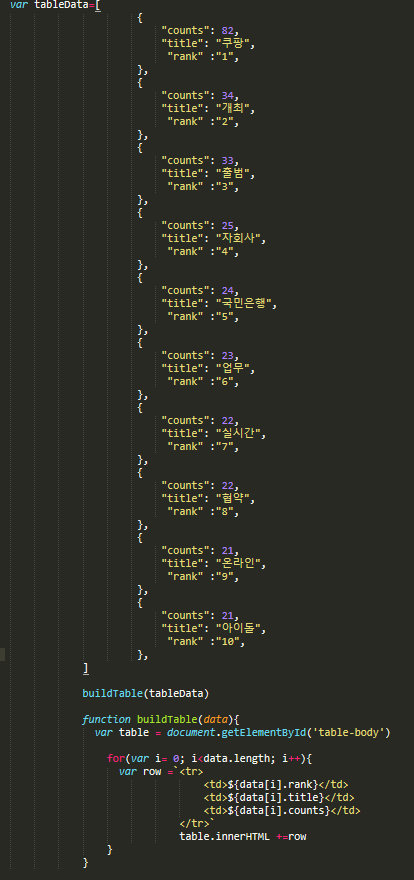 var tableData=[
{
"counts": 82,
"title": "쿠팡",
"rank" :"1",
},
{
"counts": 34,
"title": "개최",
"rank" :"2",
},
{
"counts": 33,
"title": "출범",
"rank" :"3",
},
{
"counts": 25,
"title": "자회사",
"rank" :"4",
},
{
"counts": 24,
"title": "국민은행",
"rank" :"5",
},
{
"counts": 23,
"title": "업무",
"rank" :"6",
},
{
"counts": 22,
"title": "실시간",
"rank" :"7",
},
{
"counts": 22,
"title": "협약",
"rank" :"8",
},
{
"counts": 21,
"title": "온라인",
"rank" :"9",
},
{
"counts": 21,
"title": "아이돌",
"rank" :"10",
},
]
buildTable(tableData)
function buildTable(data){
var table = document.getElementById('table-body')
for(var i= 0; i<data.length; i++){
var row =`<tr>
<td>${data[i].rank}</td>
<td>${data[i].title}</td>
<td>${data[i].counts}</td>
</tr>`
table.innerHTML +=row
}
}